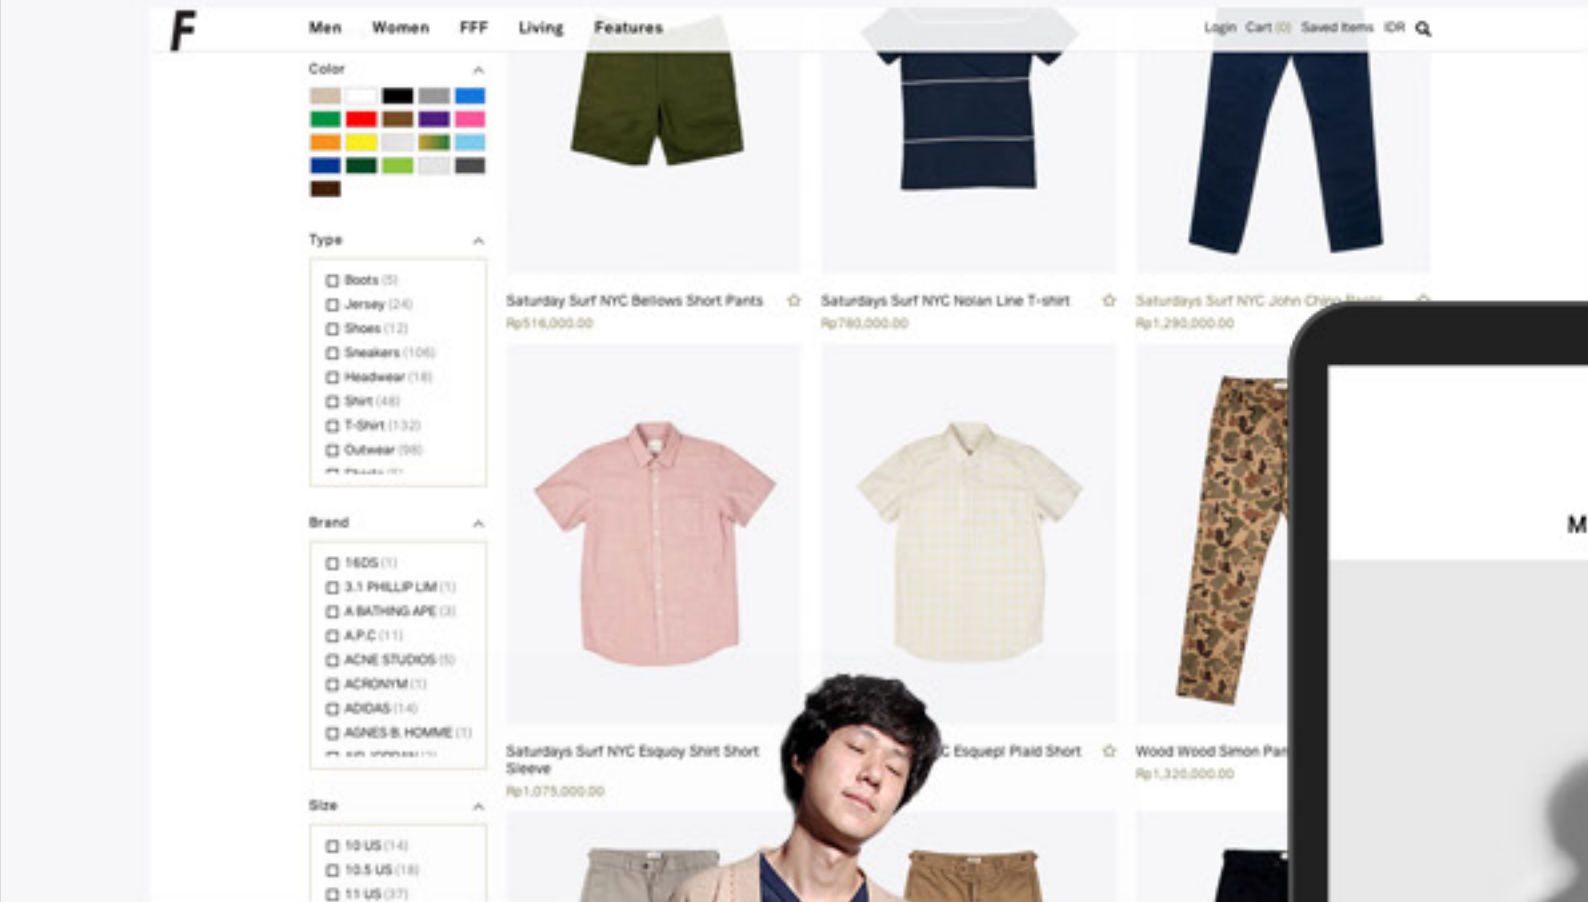 F
Men Women FFF Living Features
Login Cart (0) Saved Items IDR
Color
Type
Boots (5)
Jersey (24)
Shoes (12)
Sneakers (106)
Headwear (18)
Shirt (48)
T-Shirt (132)
Outwear (98)
Brand
16DS (1)
3.1 PHILLIP LIM (1)
A BATHING APE (3)
A.P.C (11)
ACNE STUDIOS (5)
ACRONYM (1)
ADIDAS (14)
AGNES B. HOMME (1)
Size
10 US (14)
10.5 US (18)
11 US (37)
Saturday Surf NYC Bellows Short Pants
Rp516,000.00
Saturdays Surf NYC Nolan Line T-shirt
Rp780,000.00
Saturdays Surf NYC John Chino
Rp1,290,000.00
Saturdays Surf NYC Esquoy Shirt Short
Sleeve
Rp1,075,000.00
C Esquepl Plaid Short
Wood Wood Simon Pan
Rp1,320,000.00
M